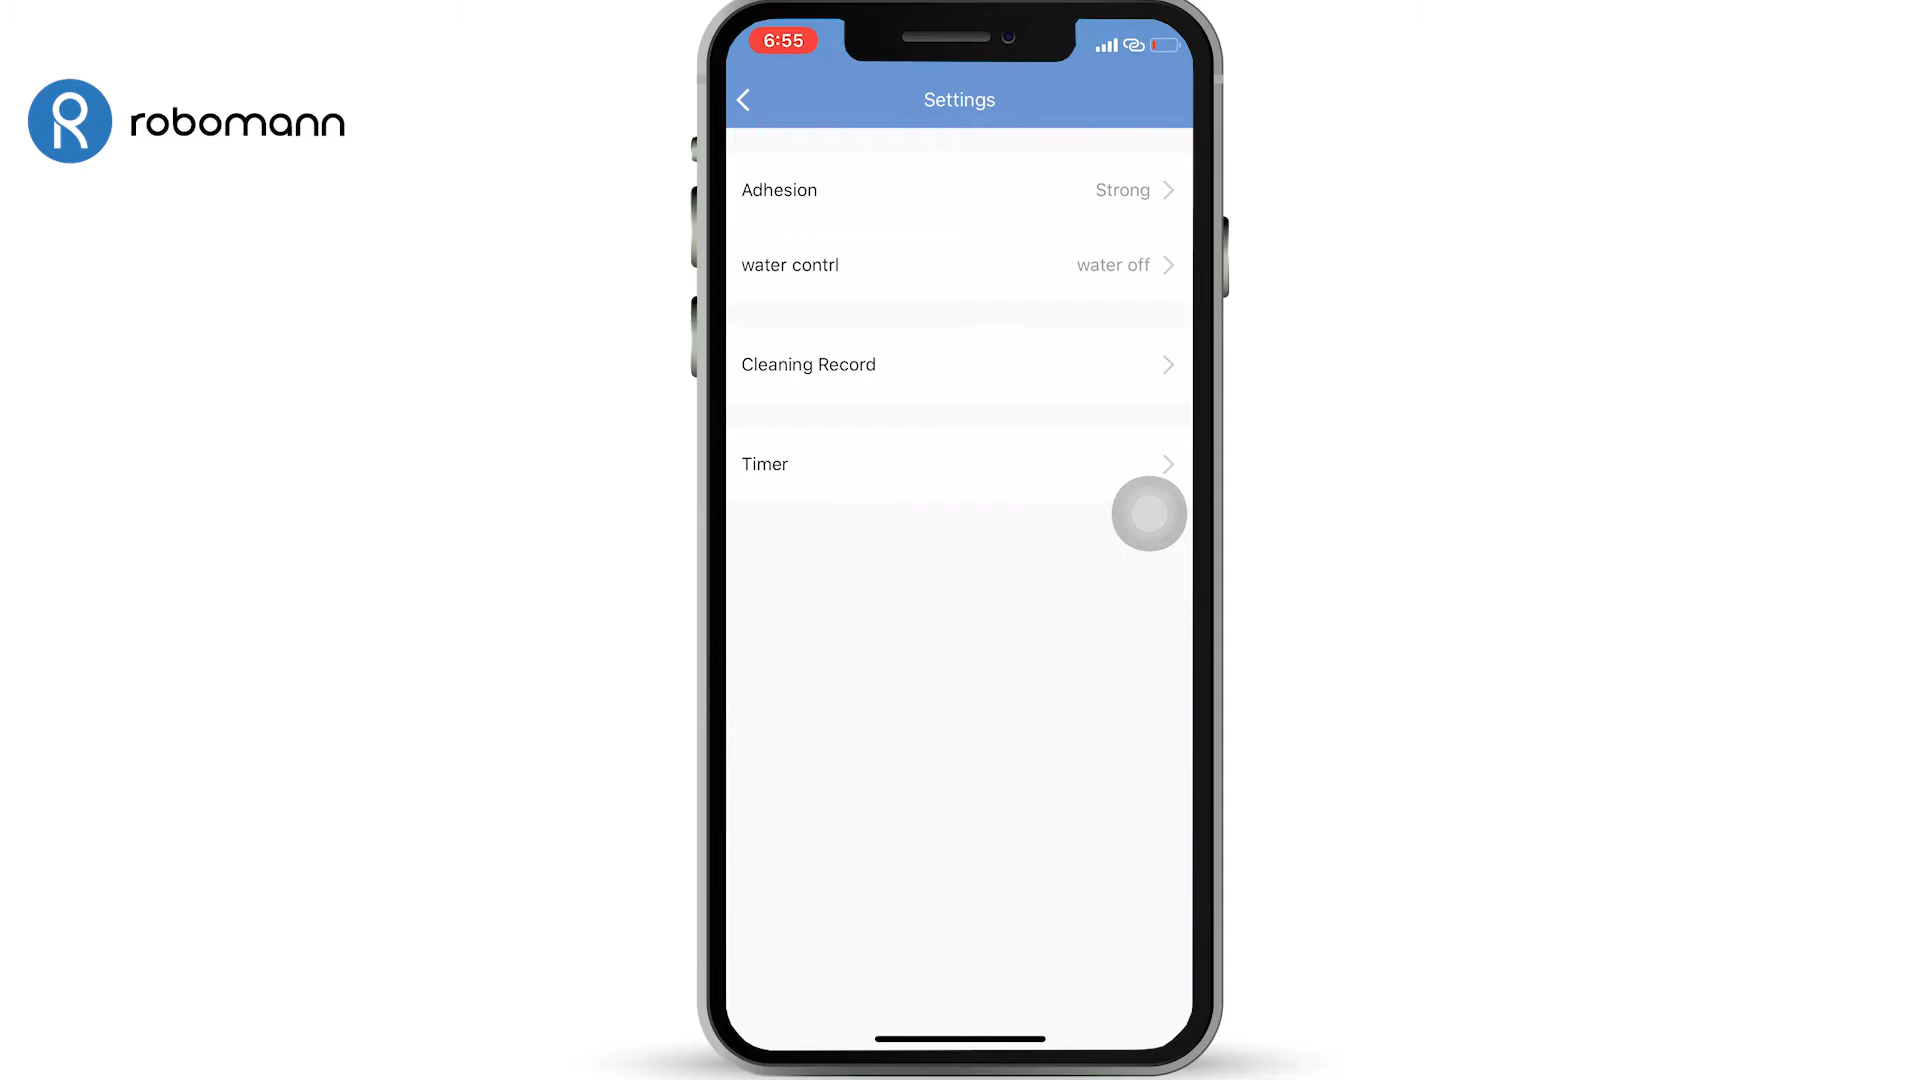 robomann
6:55
Settings
Adhesion Strong
water contrl water off
Cleaning Record
Timer